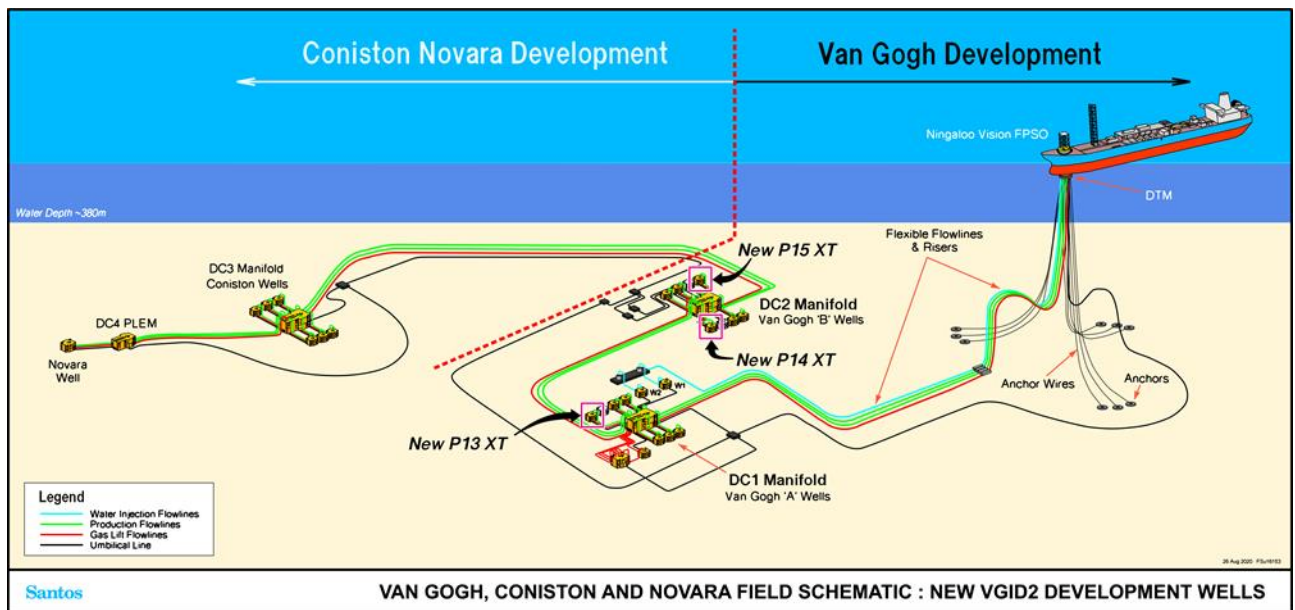 Coniston Novara Development
Van Gogh Development
Ningaloo Vision FPSO
DTM
Water Depth ~380m
Flexible Flowlines
& Risers
New P15 XT
DC3 Manifold
Coniston Wells
DC2 Manifold
Van Gogh 'B' Wells
DC4 PLEM
New P14 XT
Novara
Well
Anchor Wires
Anchors
W1
W2
New P13 XT
DC1 Manifold
Van Gogh 'A' Wells
Legend
Water Injection Flowlines
Production Flowlines
Gas Lift Flowlines
Umbilical Line
Santos
VAN GOGH, CONISTON AND NOVARA FIELD SCHEMATIC : NEW VGID2 DEVELOPMENT WELLS